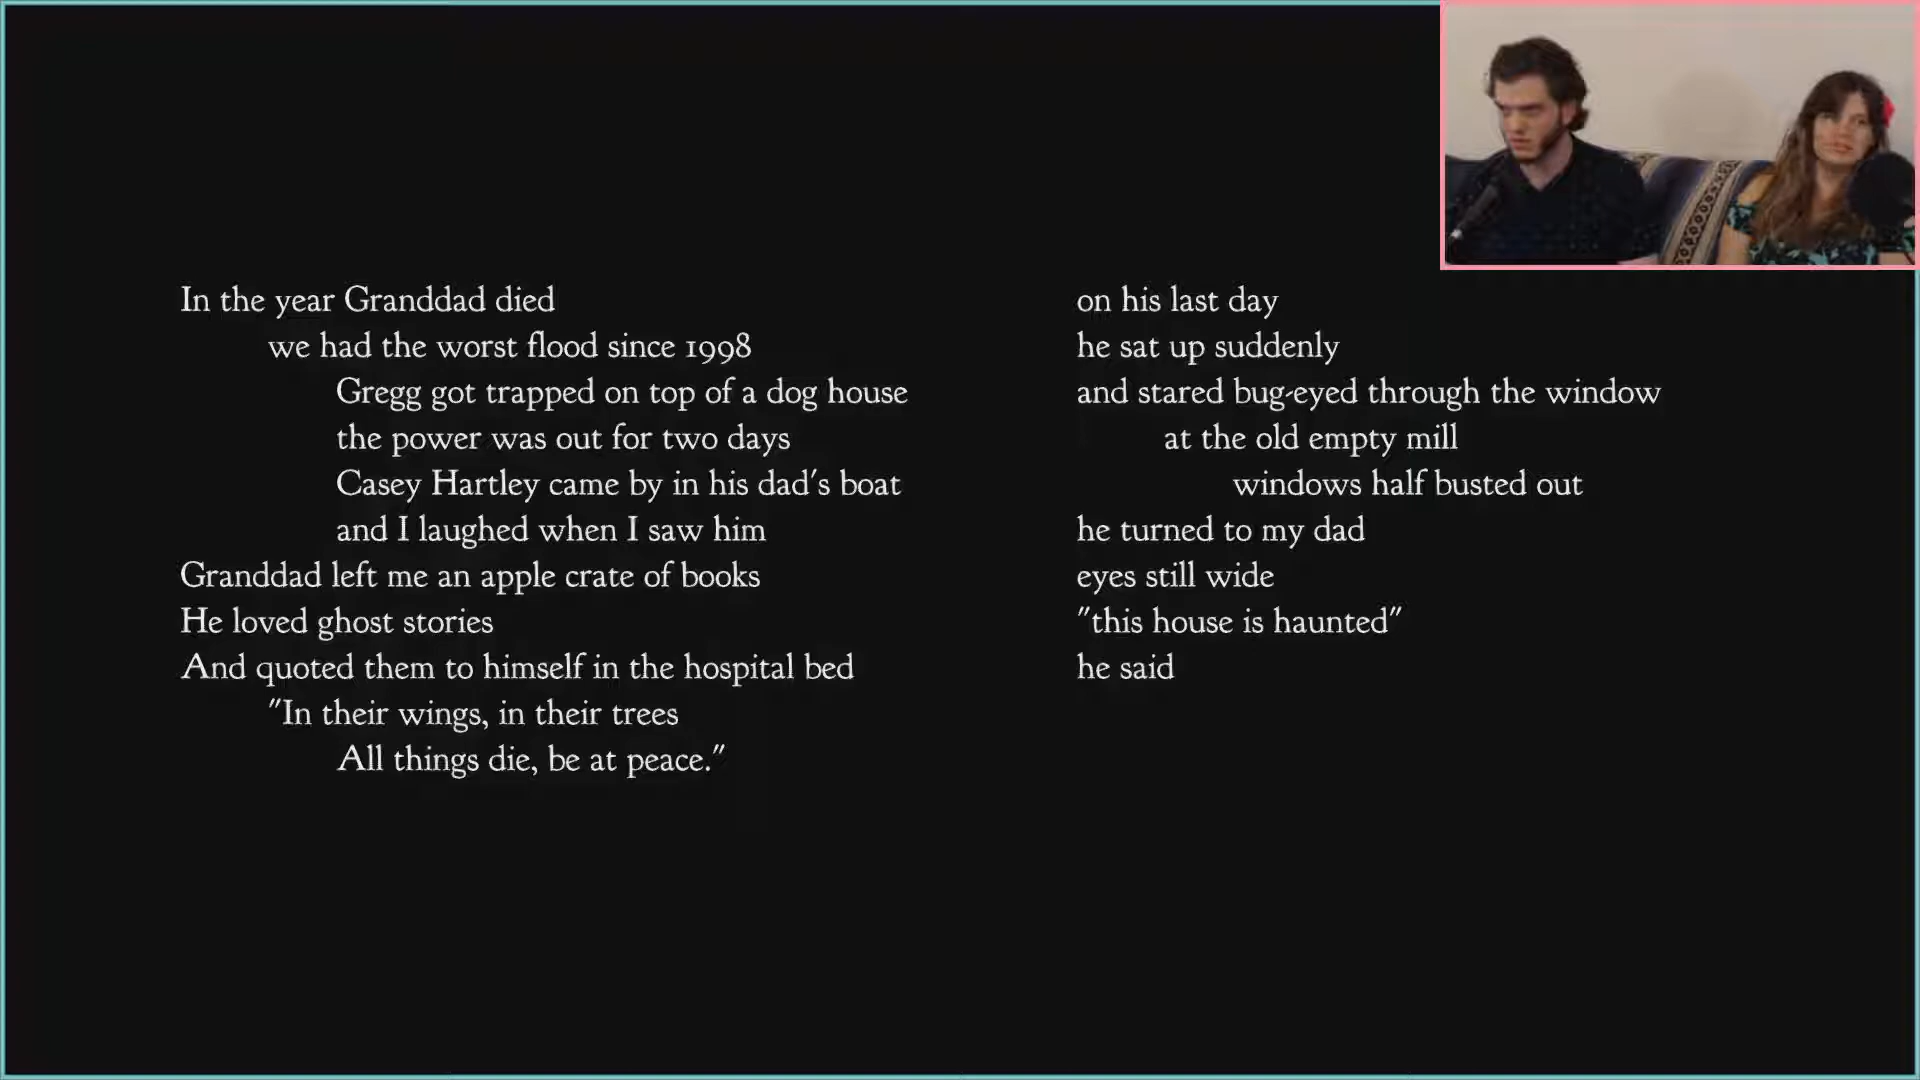 In the year Granddad died
we had the worst flood since 1998
Gregg got trapped on top of a dog house
the power was out for two days
Casey Hartley came by in his dad's boat
and I laughed when I saw him
Granddad left me an apple crate of books
He loved ghost stories
And quoted them to himself in the hospital bed
"In their wings, in their trees
All things die, be at peace."
on his last day
he sat up suddenly
and stared bug-eyed through the window
at the old empty mill
windows half busted out
he turned to my dad
eyes still wide
"this house is haunted"
he said